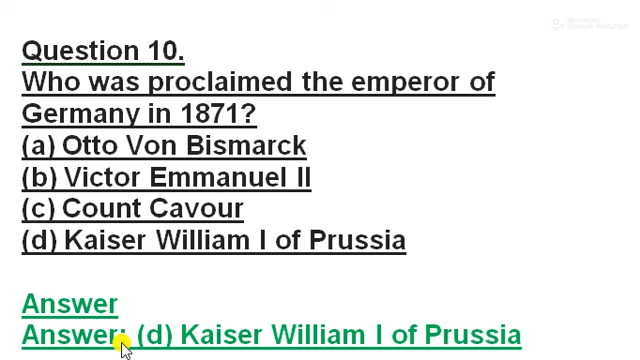 Question 10.
Who was proclaimed the emperor of
Germany in 1871?
(a) Otto Von Bismarck
(b) Victor Emmanuel II
(c) Count Cavour
(d) Kaiser William I of Prussia
Answer
Answer: (d) Kaiser William I of Prussia